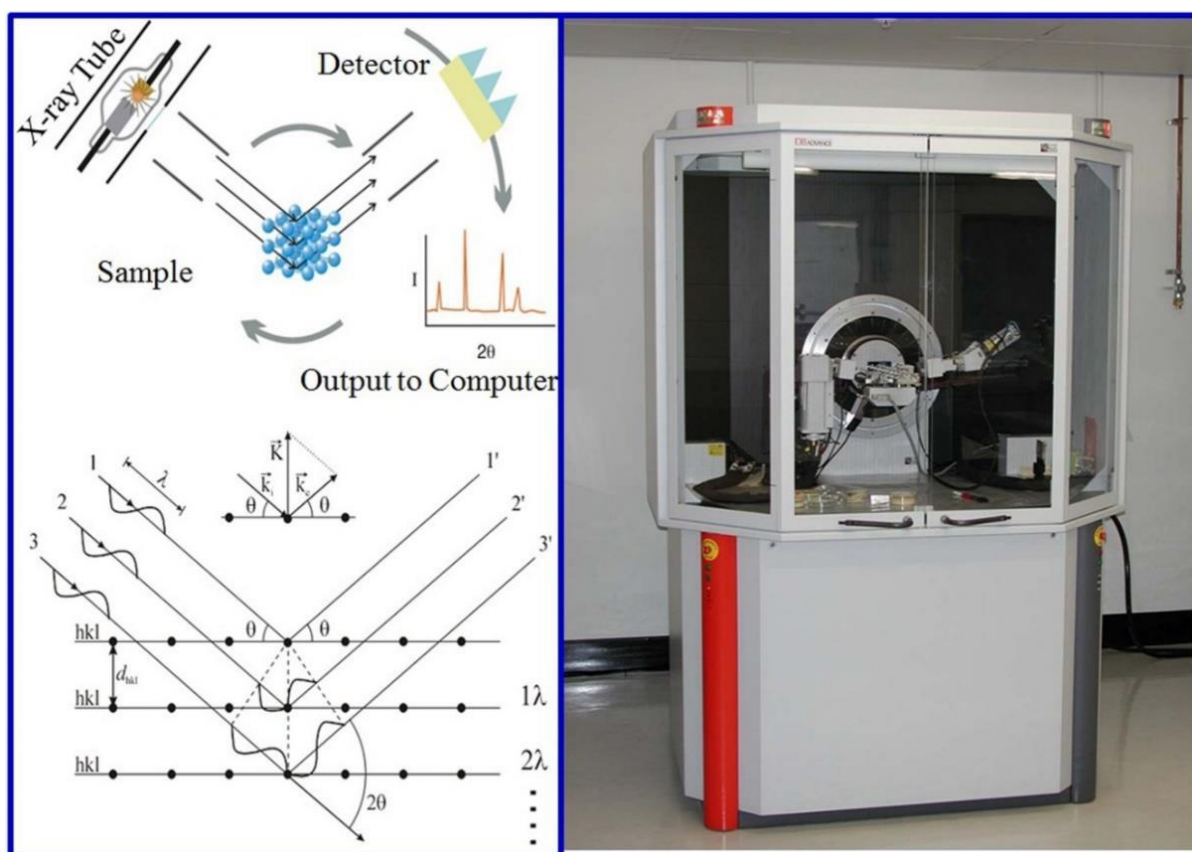 X-ray Tube
Detector
Sample
I
2θ
Output to Computer
K⃗
k⃗ᵢ
k⃗ₑ
θ
θ
λ
1
2
3
1'
2'
3'
hkl
θ
θ
d_hkl
hkl
1λ
hkl
2λ
2θ
D8 ADVANCE